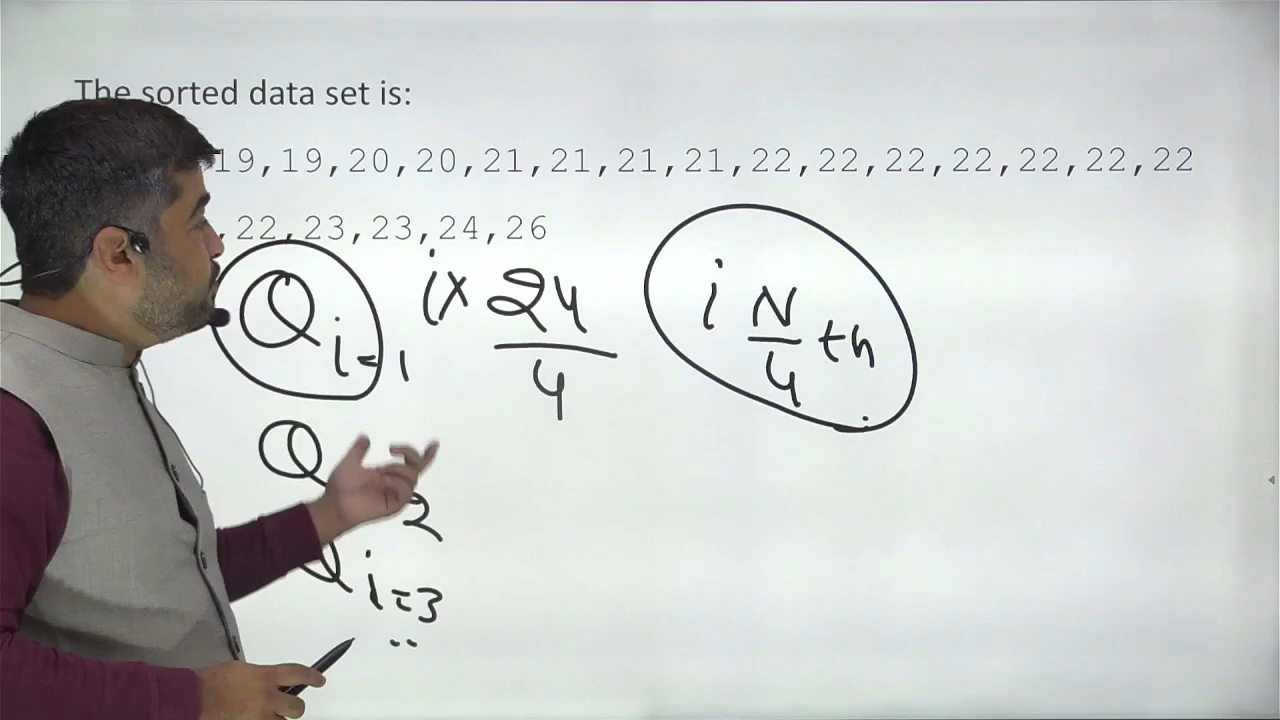 The sorted data set is:
19,19,20,20,21,21,21,21,22,22,22,22,22,22,22
,22,23,23,24,26
Q i=1 i× 24/4 i N/4 th
Q 2
Q i=3